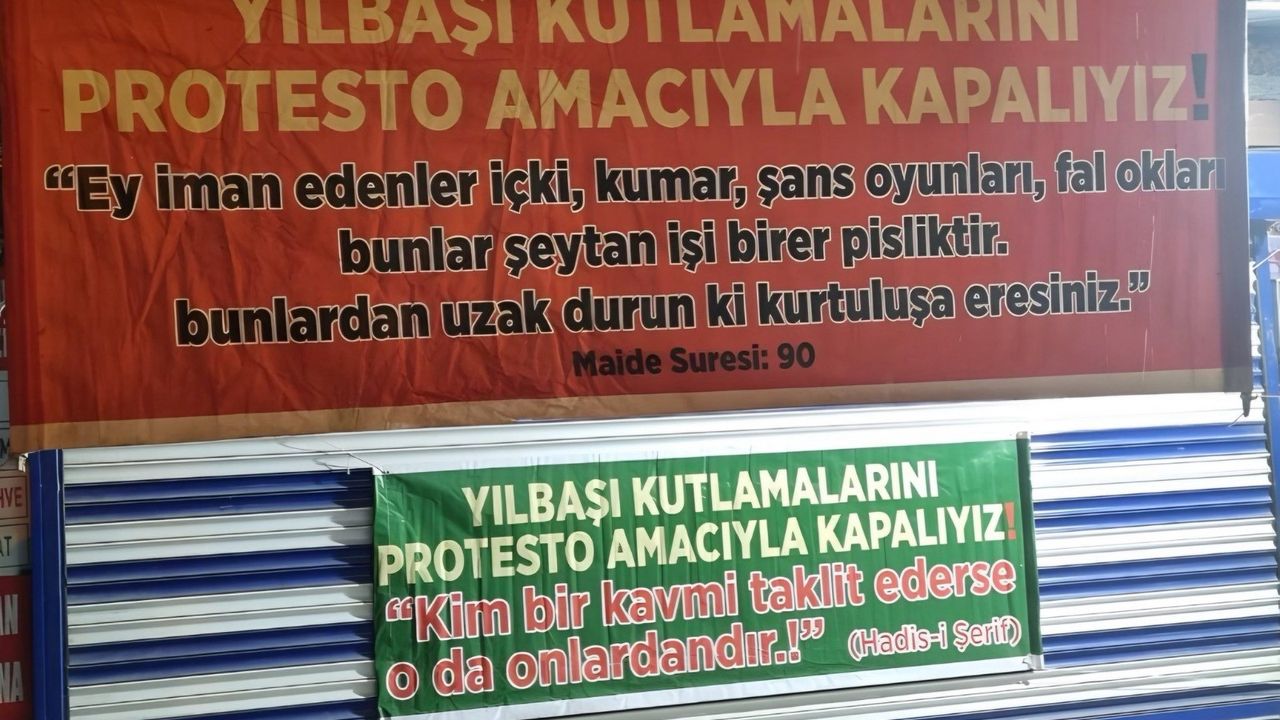 YILBAŞI KUTLAMALARINI
PROTESTO AMACIYLA KAPALIYIZ!
“Ey iman edenler içki, kumar, şans oyunları, fal okları
bunlar şeytan işi birer pisliktir.
bunlardan uzak durun ki kurtuluşa eresiniz.”
Maide Suresi: 90
YILBAŞI KUTLAMALARINI
PROTESTO AMACIYLA KAPALIYIZ!
“Kim bir kavmi taklit ederse
o da onlardandır.!” (Hadis-i Şerif)